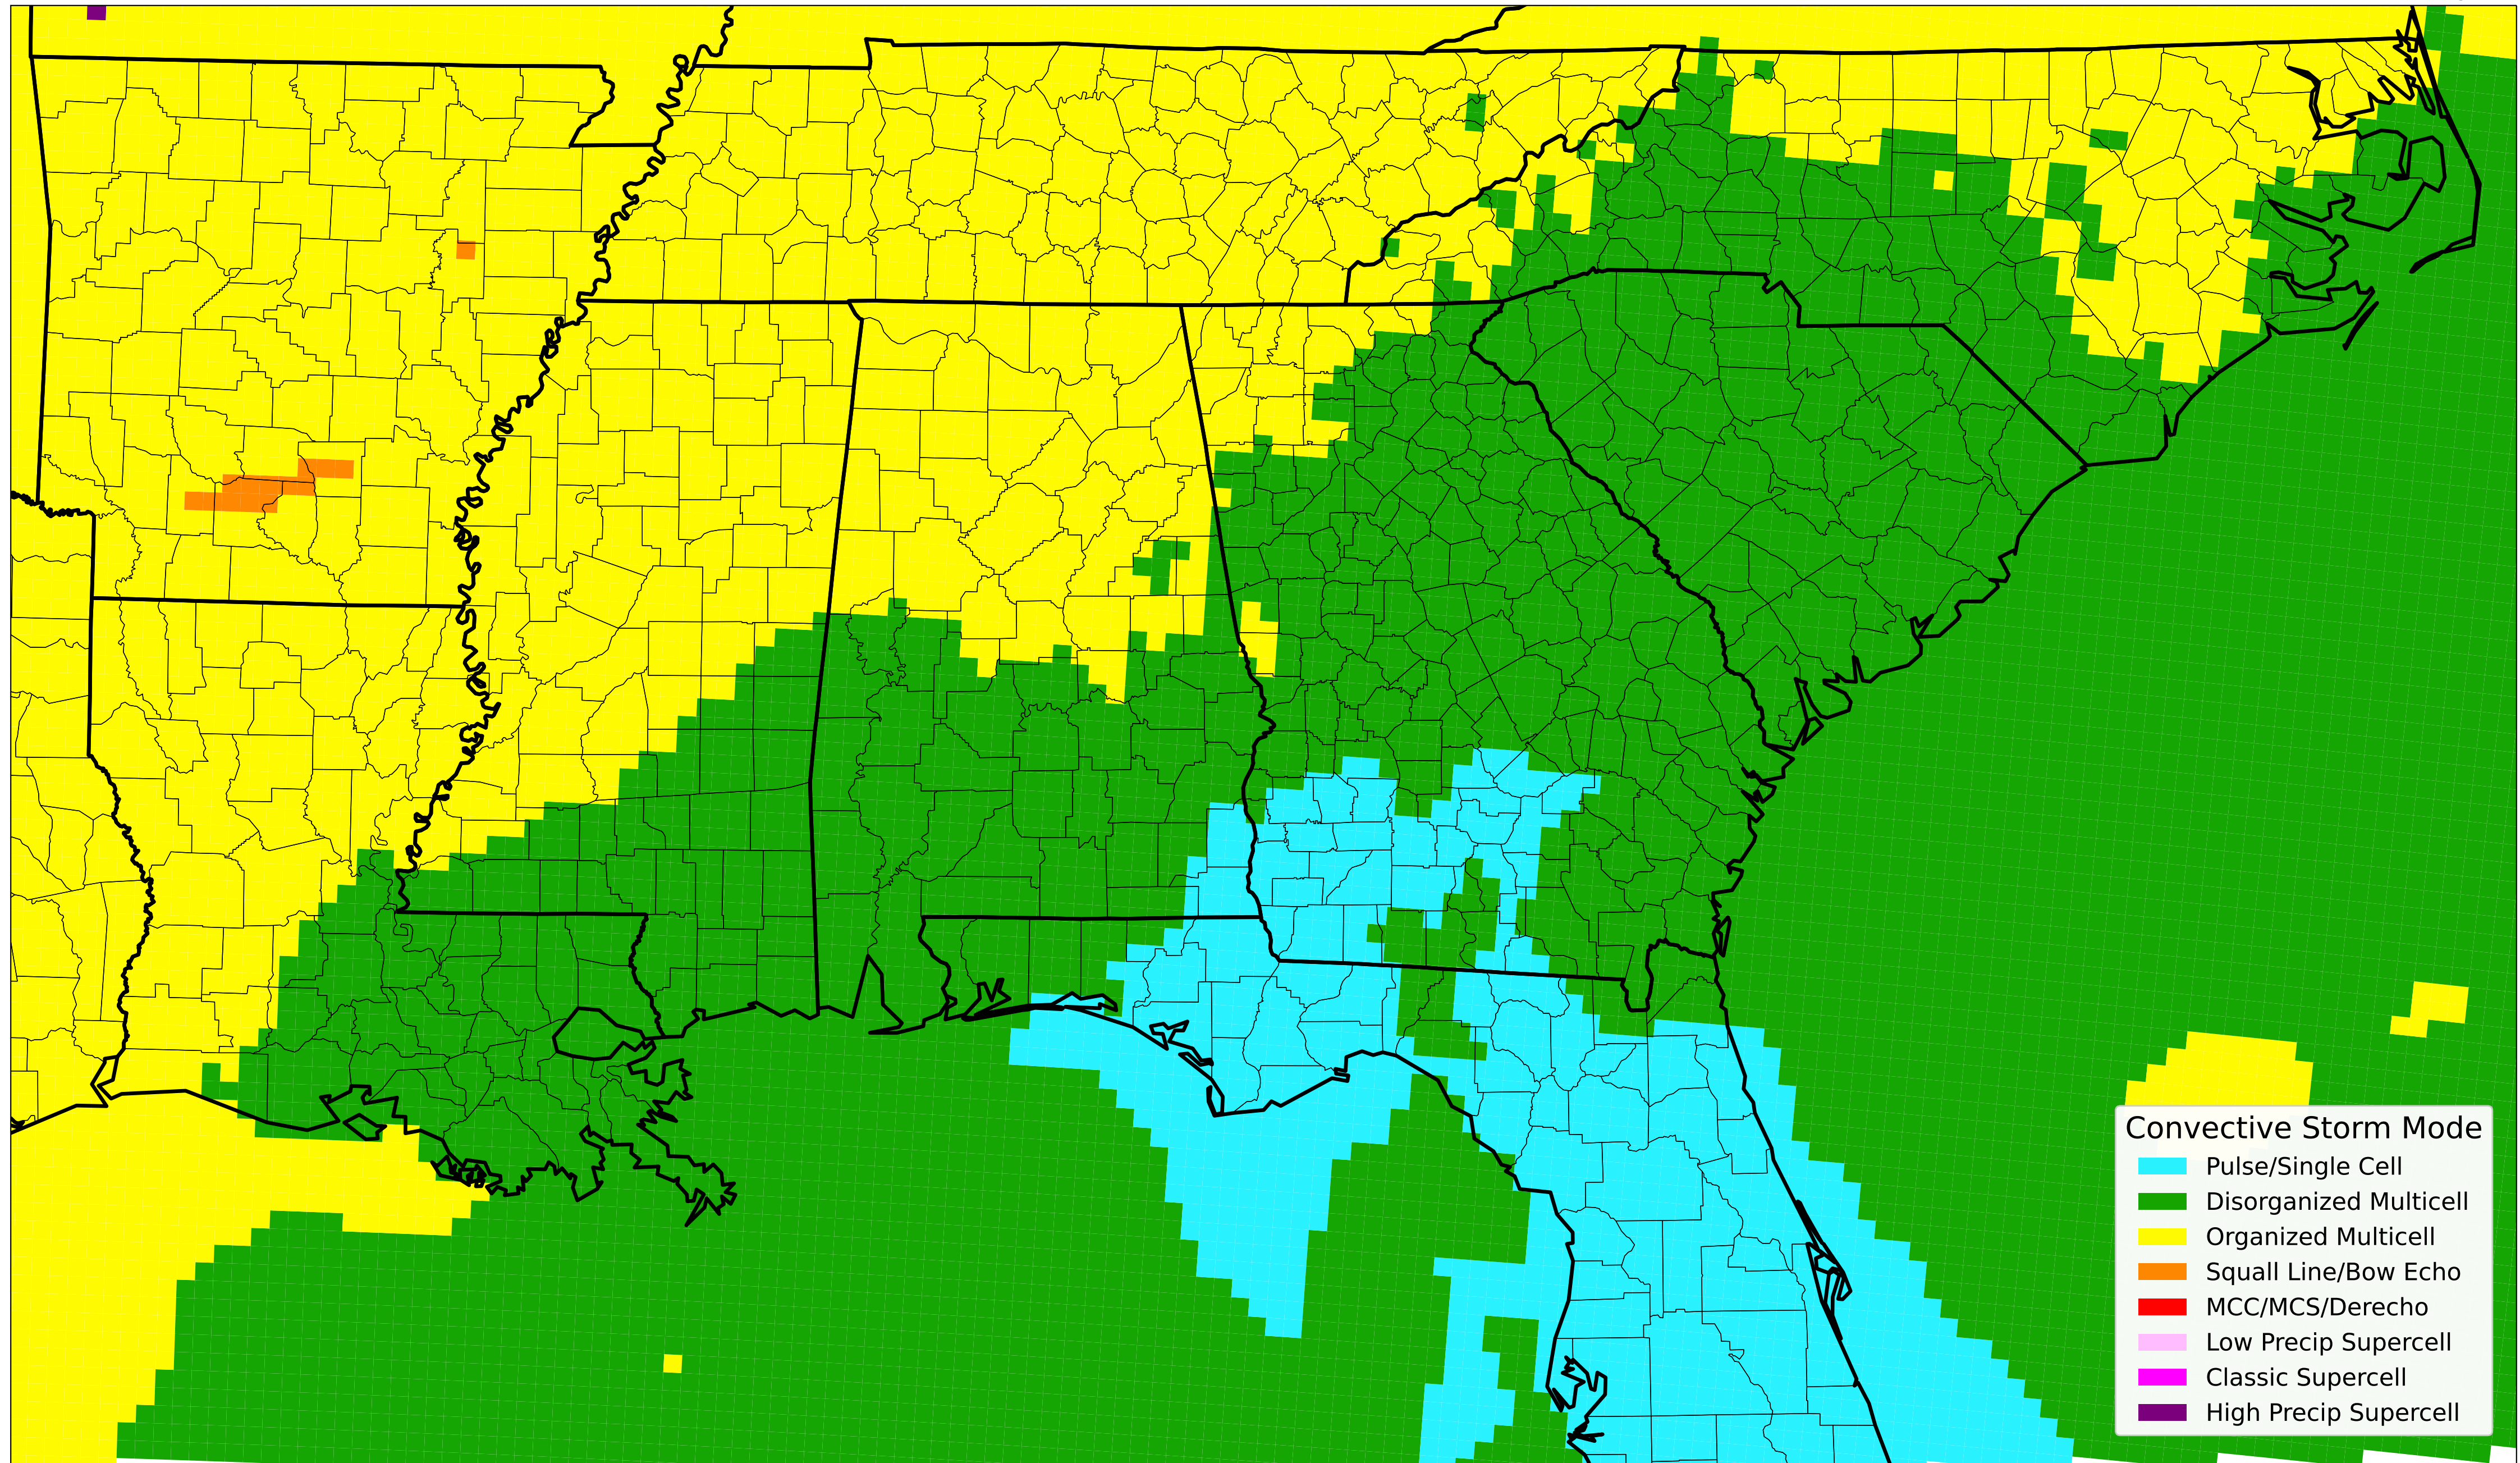 Convective Storm Mode
Pulse/Single Cell
Disorganized Multicell
Organized Multicell
Squall Line/Bow Echo
MCC/MCS/Derecho
Low Precip Supercell
Classic Supercell
High Precip Supercell